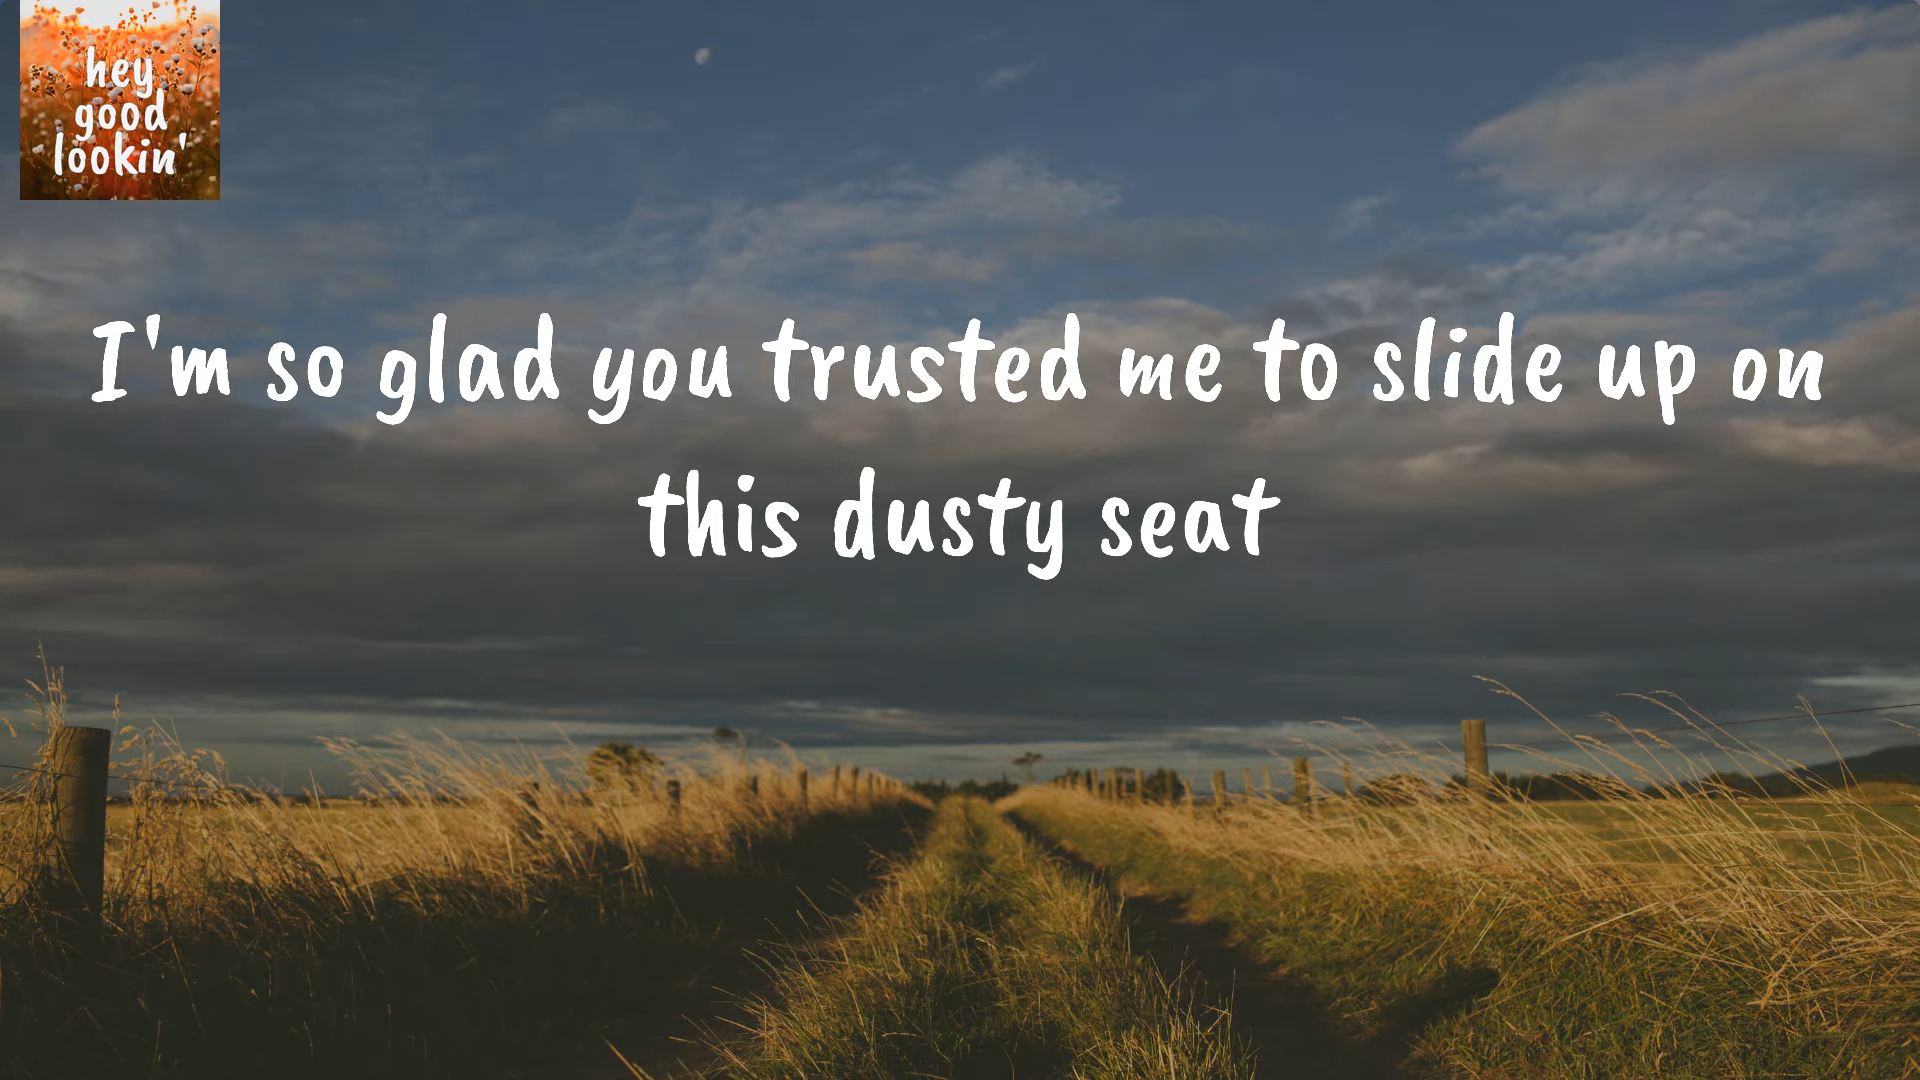 hey
good
lookin'
I'm so glad you trusted me to slide up on
this dusty seat